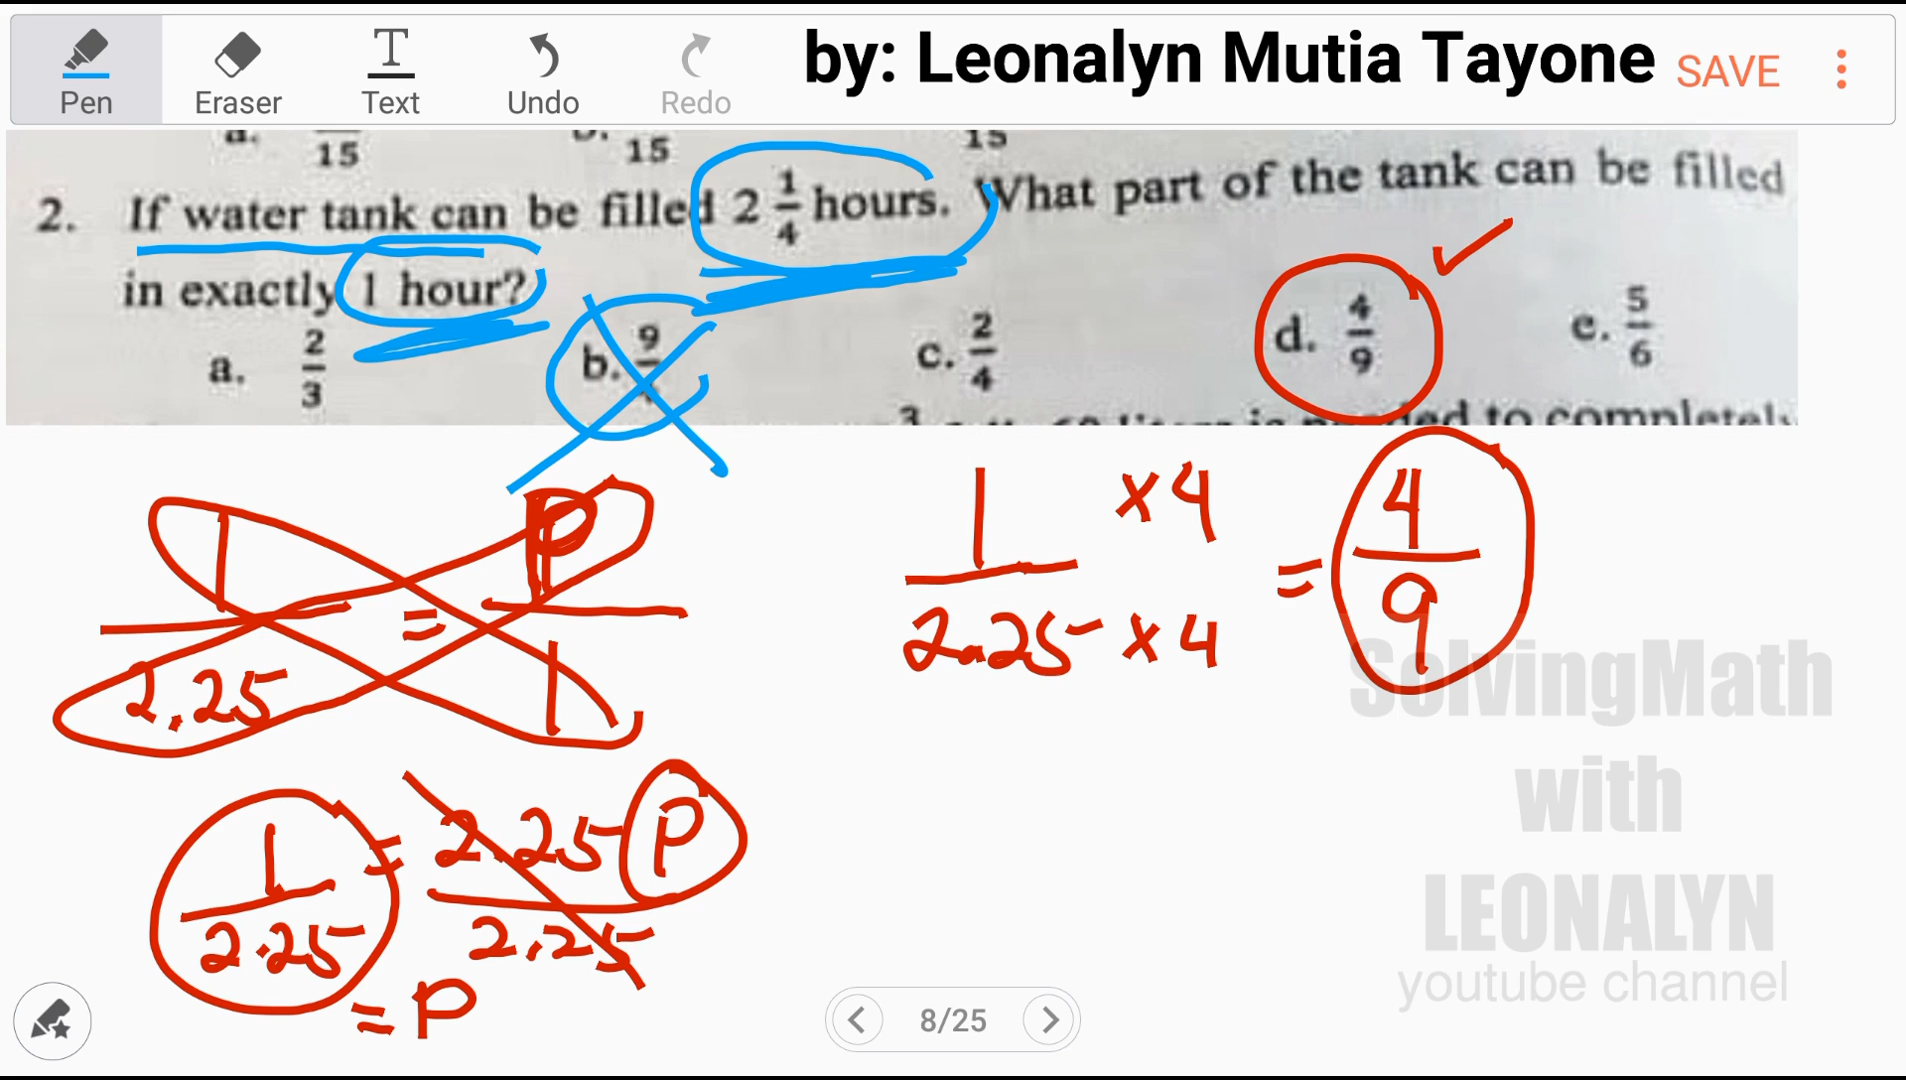 by: Leonalyn Mutia Tayone
SAVE
Pen
Eraser
Text
Undo
Redo
a. 15
15
15
2. If water tank can be filled 2 1/4 hours. What part of the tank can be filled
in exactly 1 hour?
a. 2/3
b. 9
c. 2/4
d. 4/9
e. 5/6
to completely
1/2.25 = P/1
1/2.25 = 2.25P/2.25
= P
1/2.25 ×4 ×4 = 4/9
SolvingMath
with
LEONALYN
youtube channel
8/25